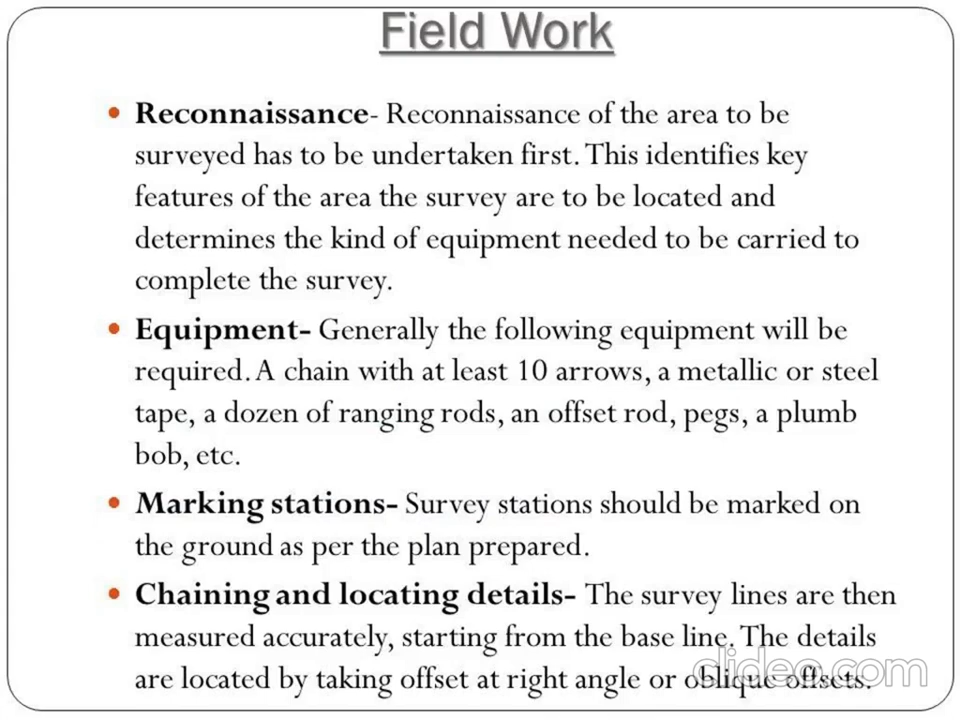 Field Work
• Reconnaissance- Reconnaissance of the area to be
surveyed has to be undertaken first. This identifies key
features of the area the survey are to be located and
determines the kind of equipment needed to be carried to
complete the survey.
• Equipment- Generally the following equipment will be
required. A chain with at least 10 arrows, a metallic or steel
tape, a dozen of ranging rods, an offset rod, pegs, a plumb
bob, etc.
• Marking stations- Survey stations should be marked on
the ground as per the plan prepared.
• Chaining and locating details- The survey lines are then
measured accurately, starting from the base line. The details
are located by taking offset at right angle or oblique offsets.
clideo.com